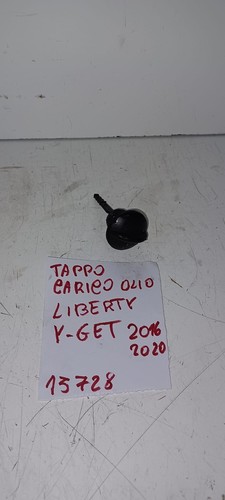 TAPPO
CARICO OLIO
LIBERTY
Y-GET 2016
2020
13728